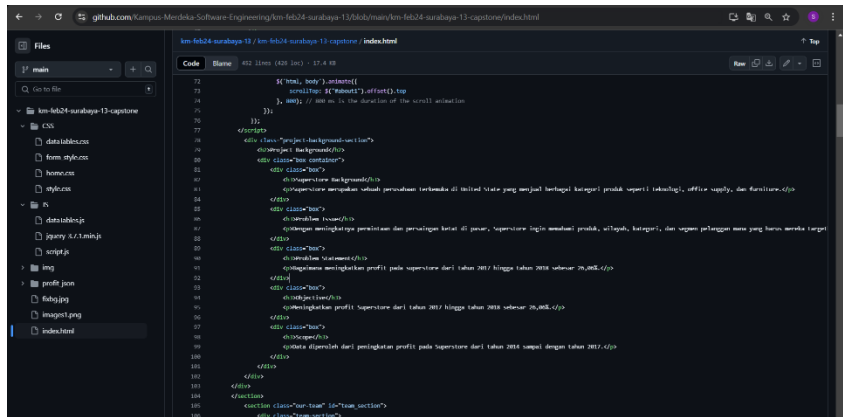 github.com/Kampus-Merdeka-Software-Engineering/km-feb24-surabaya-13/blob/main/km-feb24-surabaya-13-capstone/index.html
S
Files
km-feb24-surabaya-13 / km-feb24-surabaya-13-capstone / index.html
Top
main
Code Blame 432 lines (426 loc) · 17.4 KB
Raw
Go to file
t
km-feb24-surabaya-13-capstone
CSS
datatables.css
form style.css
home.css
style.css
JS
datatables.js
jquery 3.7.1.min.js
script.js
img
profit json
fixbg.jpg
images1.png
index.html
72 $('html, body').animate({
73 scrollTop: $("#about1").offset().top
74 }, 800); // 800 ms is the duration of the scroll animation
75 });
76 });
77 </script>
78 <div class="project-background-section">
79 <h2>Project Background</h2>
80 <div class="box container">
81 <div class="box">
82 <h3>Superstore Background</h3>
83 <p>Superstore merupakan sebuah perusahaan terkemuka di United State yang menjual berbagai kategori produk seperti teknologi, office supply, dan furniture.</p>
84 </div>
85 <div class="box">
86 <h3>Problem Issue</h3>
87 <p>Dengan meningkatnya permintaan dan persaingan ketat di pasar, Superstore ingin memahami produk, wilayah, kategori, dan segmen pelanggan mana yang harus mereka target
88 </div>
89 <div class="box">
90 <h3>Problem Statement</h3>
91 <p>Bagaimana meningkatkan profit pada superstore dari tahun 2017 hingga tahun 2018 sebesar 26,06%.</p>
92 </div>
93 <div class="box">
94 <h3>Objective</h3>
95 <p>Meningkatkan profit Superstore dari tahun 2017 hingga tahun 2018 sebesar 26,06%.</p>
96 </div>
97 <div class="box">
98 <h3>Scope</h3>
99 <p>Data diperoleh dari peningkatan profit pada Superstore dari tahun 2014 sampai dengan tahun 2017.</p>
100 </div>
101 </div>
102 </div>
103 </div>
104 </section>
105 <section class="our-team" id="team_section">
106 <div class="team-section">